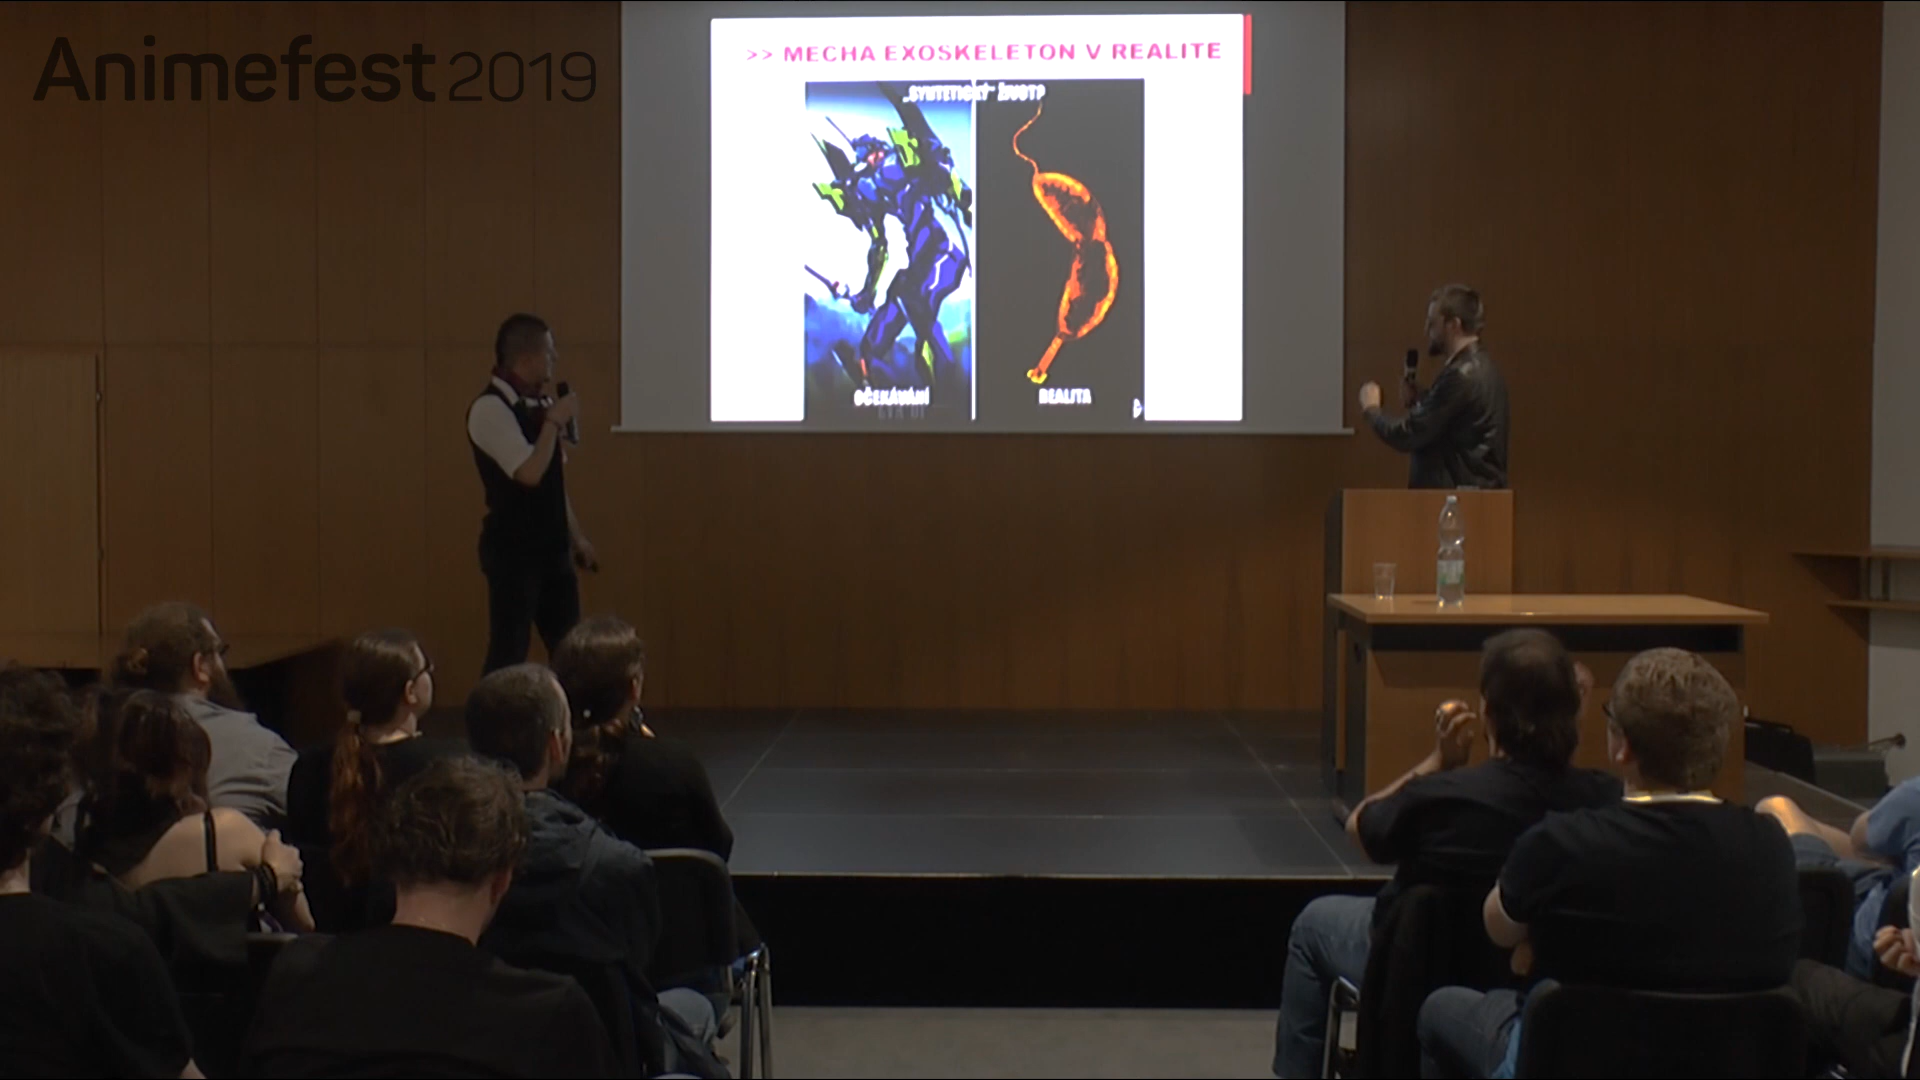 Animefest 2019
>> MECHA EXOSKELETON V REALITE
„SYNTETICKÝ“ ŽIVOT?
OČEKÁVÁNÍ
REALITA